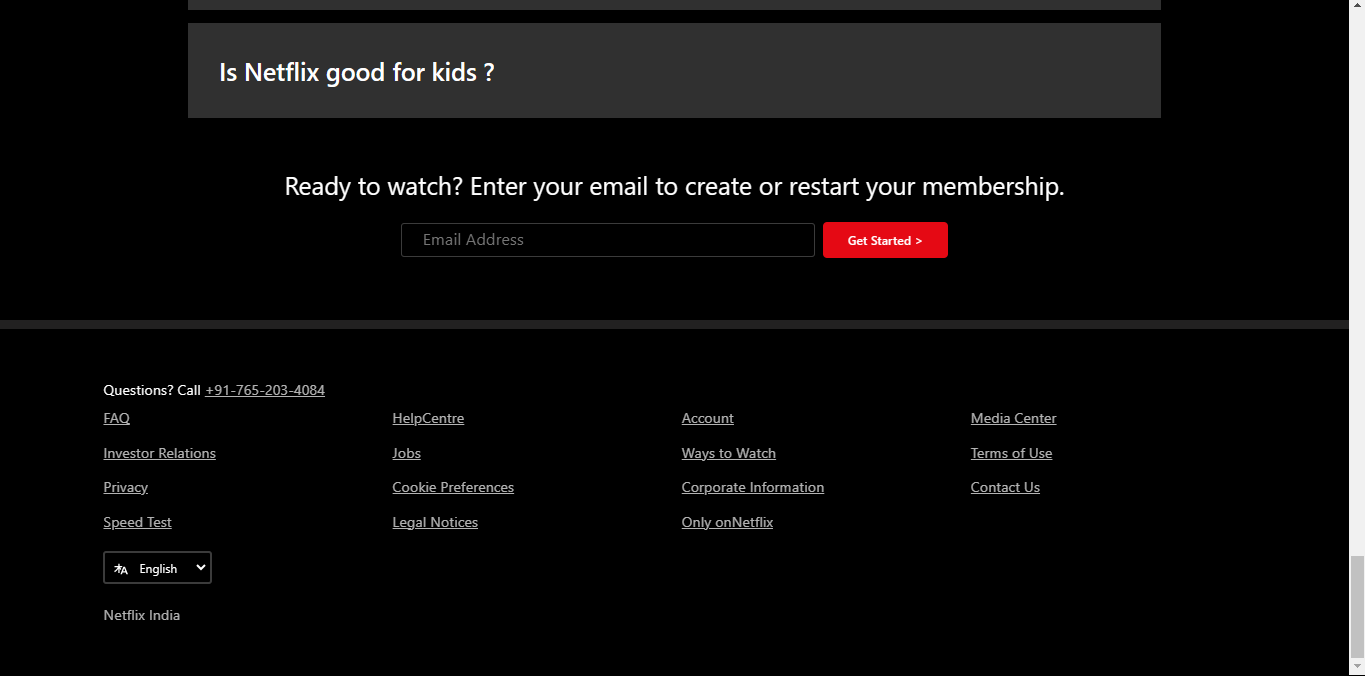 Is Netflix good for kids ?
Ready to watch? Enter your email to create or restart your membership.
Email Address Get Started >
Questions? Call +91-765-203-4084
FAQ HelpCentre Account Media Center
Investor Relations Jobs Ways to Watch Terms of Use
Privacy Cookie Preferences Corporate Information Contact Us
Speed Test Legal Notices Only onNetflix
English
Netflix India